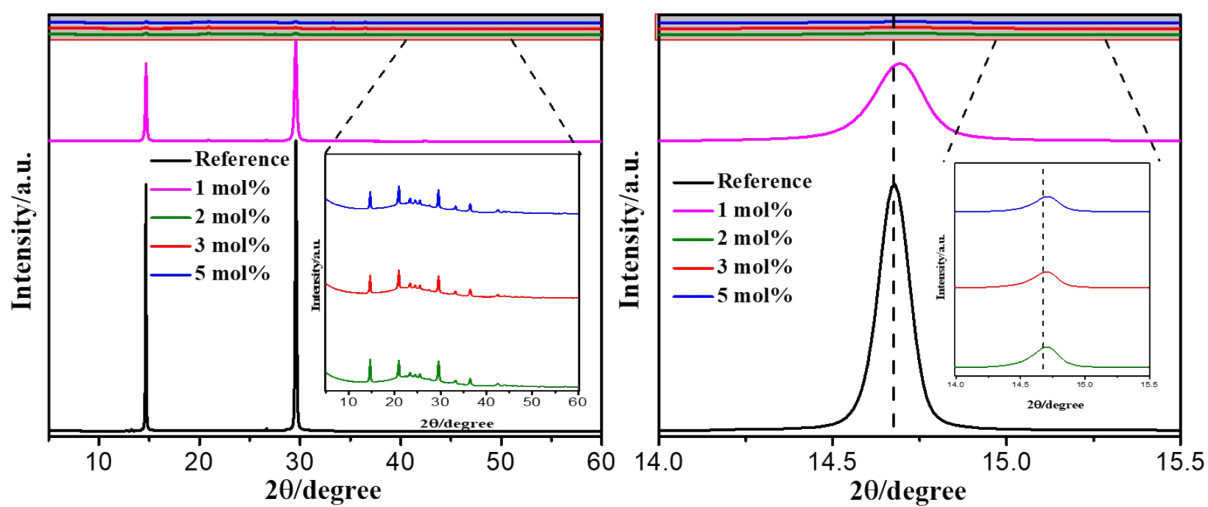 Intensity/a.u.
Reference
1 mol%
2 mol%
3 mol%
5 mol%
Intensity/a.u.
10 20 30 40 50 60
2θ/degree
10 20 30 40 50 60
2θ/degree
Intensity/a.u.
Reference
1 mol%
2 mol%
3 mol%
5 mol%
Intensity/a.u.
14.0 14.5 15.0 15.5
2θ/degree
14.0 14.5 15.0 15.5
2θ/degree